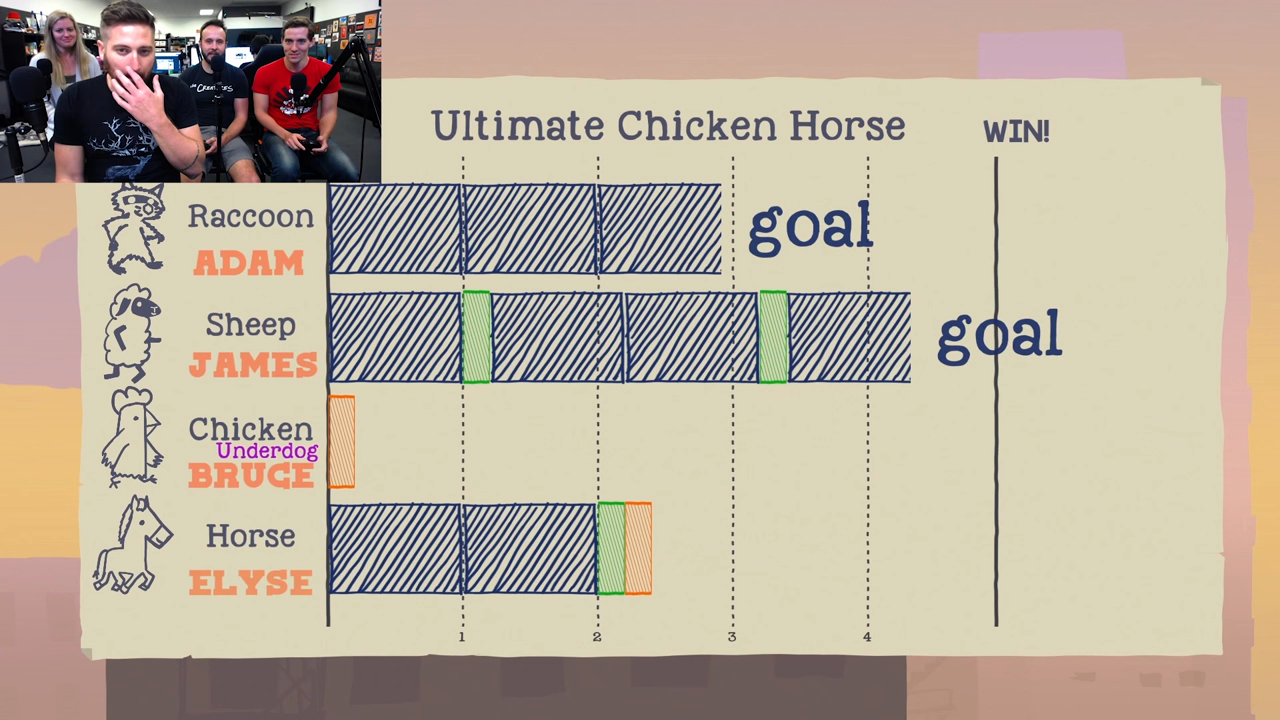 Ultimate Chicken Horse
WIN!
Raccoon
ADAM
goal
Sheep
JAMES
goal
Chicken
Underdog
BRUCE
Horse
ELYSE
1 2 3 4